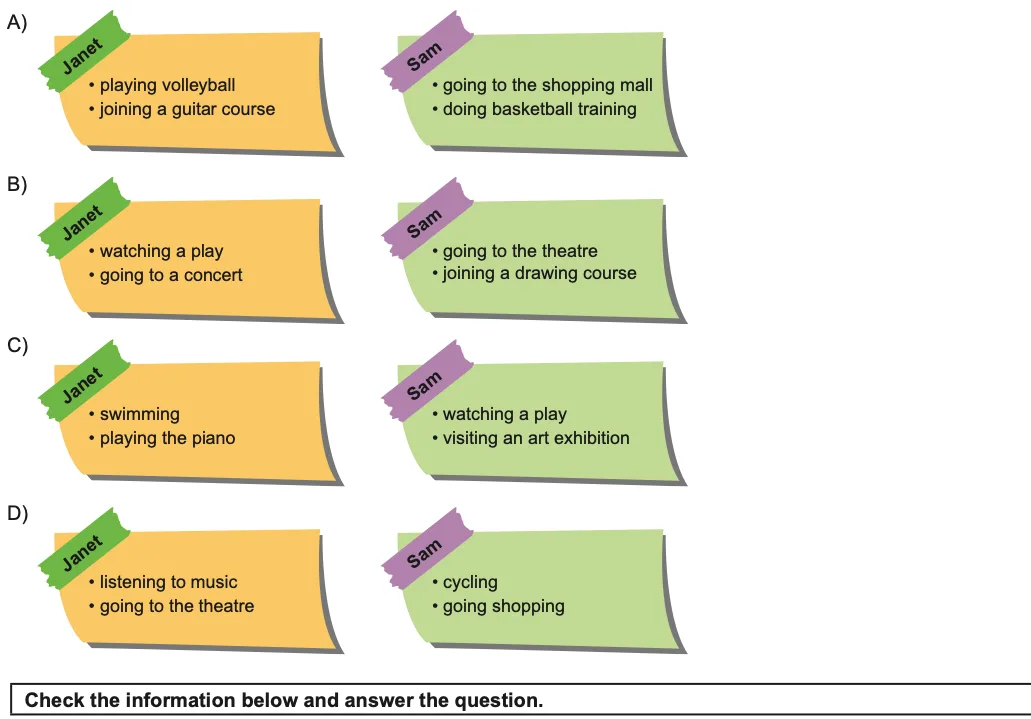 A)
Janet
• playing volleyball
• joining a guitar course
Sam
• going to the shopping mall
• doing basketball training
B)
Janet
• watching a play
• going to a concert
Sam
• going to the theatre
• joining a drawing course
C)
Janet
• swimming
• playing the piano
Sam
• watching a play
• visiting an art exhibition
D)
Janet
• listening to music
• going to the theatre
Sam
• cycling
• going shopping
Check the information below and answer the question.